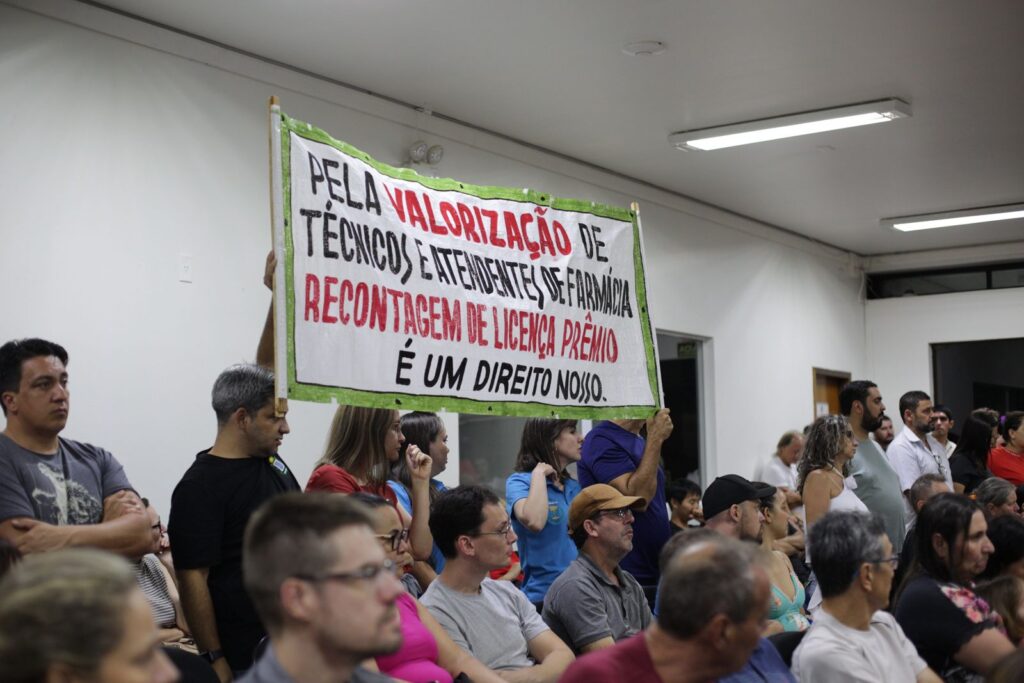 PELA VALORIZAÇÃO DE
TÉCNICOS E ATENDENTES DE FARMÁCIA
RECONTAGEM DE LICENÇA PRÊMIO
É UM DIREITO NOSSO.